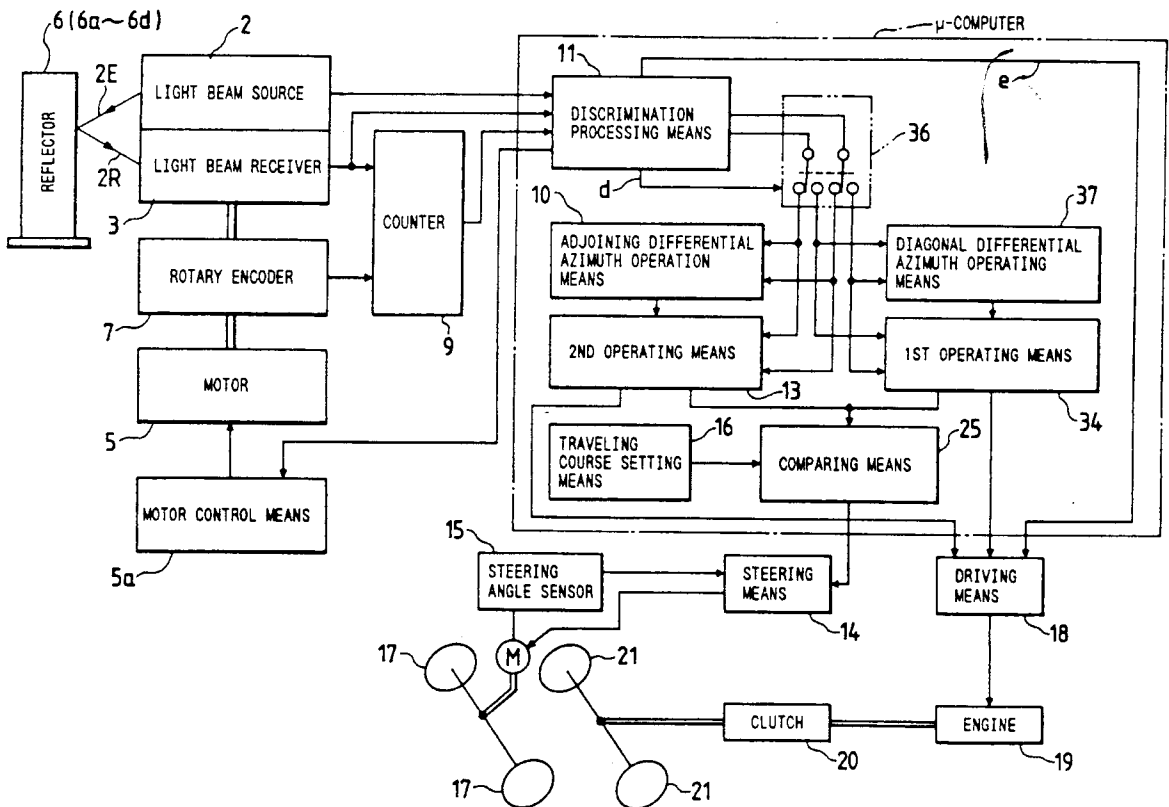 6 (6a~6d)
2
μ-COMPUTER
11
e
2E
LIGHT BEAM SOURCE
DISCRIMINATION
PROCESSING MEANS
36
REFLECTOR
LIGHT BEAM RECEIVER
2R
d
3
COUNTER
10
37
ADJOINING DIFFERENTIAL
AZIMUTH OPERATION
MEANS
DIAGONAL DIFFERENTIAL
AZIMUTH OPERATING
MEANS
ROTARY ENCODER
7
9
2ND OPERATING MEANS
1ST OPERATING MEANS
MOTOR
13
34
5
16
25
TRAVELING
COURSE SETTING
MEANS
COMPARING MEANS
MOTOR CONTROL MEANS
5a
15
STEERING
ANGLE SENSOR
STEERING
MEANS
DRIVING
MEANS
14
18
17
M
21
CLUTCH
ENGINE
20
19
17
21